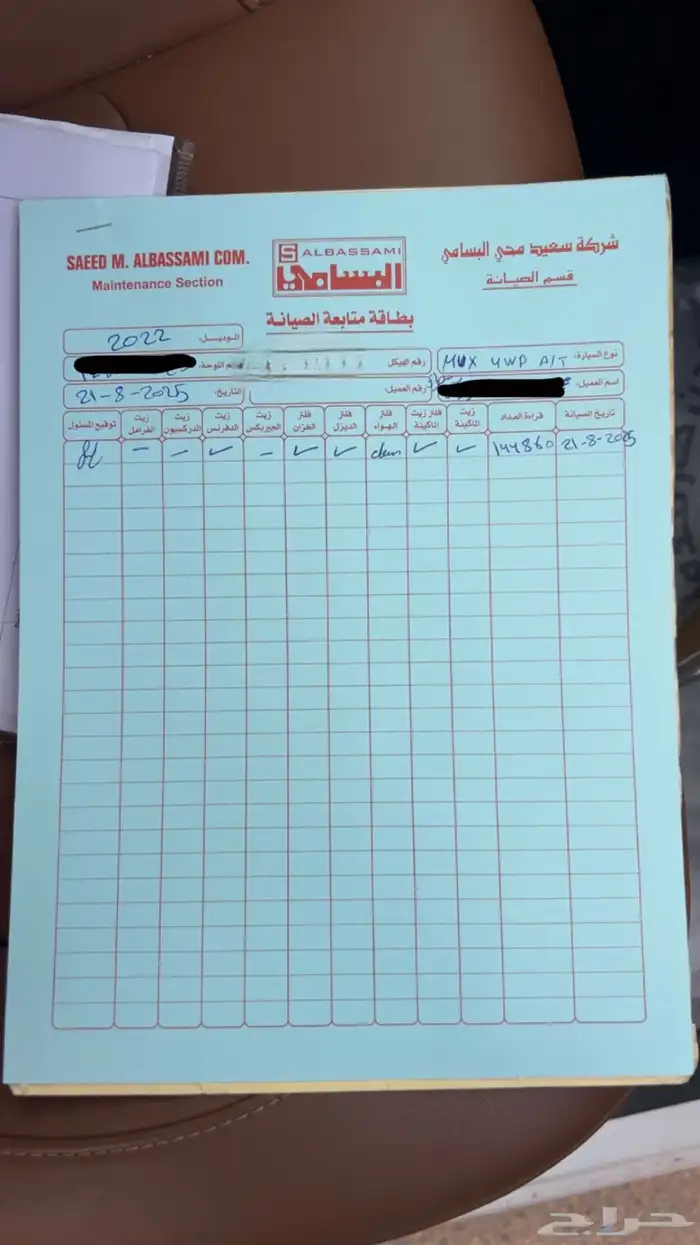 SAEED M. ALBASSAMI COM.
Maintenance Section
S ALBASSAMI
البسامي
شركة سعيد محي البسامي
قسم الصيانة
بطاقة متابعة الصيانة
نوع السيارة: MUX 4WD A/T
رقم الهيكل
الموديل: 2022
اسم العميل:
رقم العميل:
التاريخ: 21-8-2025
تاريخ الصيانة قراءة العداد زيت الماكينة فلتر زيت الماكينة فلتر الهواء فلتر الديزل فلتر الخزان زيت الجيربكس زيت الدفرنس زيت الدركسون زيت الفرامل توقيع المسئول
21-8-2025 144860 ✓ ✓ clean ✓ ✓ – ✓ – –
حراج